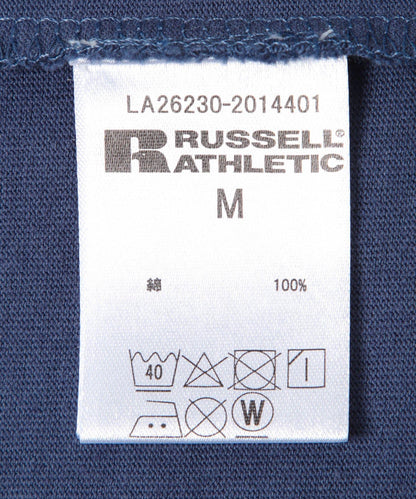 LA26230-2014401
RUSSELL®
ATHLETIC
M
綿 100%
40
W